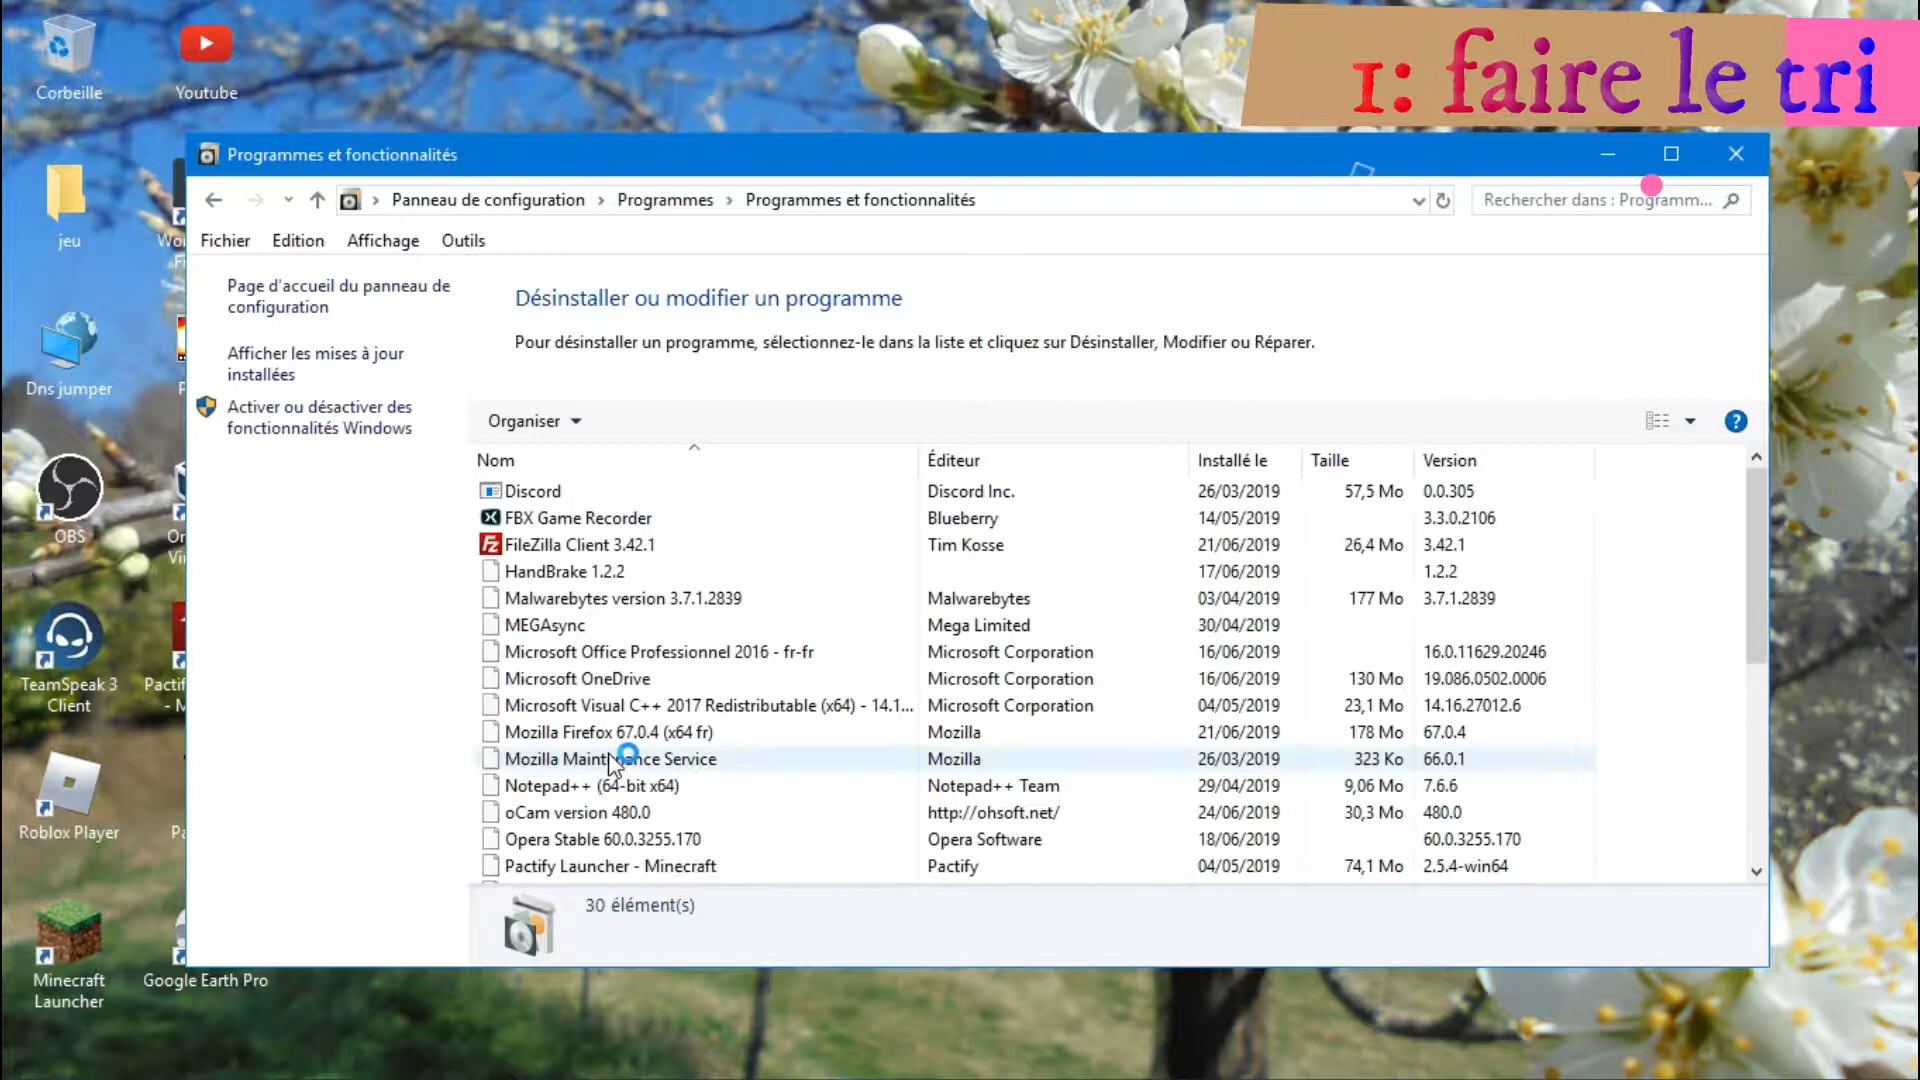 1: faire le tri
Corbeille
Youtube
jeu
Dns jumper
OBS
TeamSpeak 3
Client
Roblox Player
Minecraft
Launcher
Google Earth Pro
Programmes et fonctionnalités
Panneau de configuration > Programmes > Programmes et fonctionnalités
Rechercher dans : Programm...
Fichier Edition Affichage Outils
Page d'accueil du panneau de
configuration
Afficher les mises à jour
installées
Activer ou désactiver des
fonctionnalités Windows
Désinstaller ou modifier un programme
Pour désinstaller un programme, sélectionnez-le dans la liste et cliquez sur Désinstaller, Modifier ou Réparer.
Organiser
Nom Éditeur Installé le Taille Version
Discord Discord Inc. 26/03/2019 57,5 Mo 0.0.305
FBX Game Recorder Blueberry 14/05/2019 3.3.0.2106
FileZilla Client 3.42.1 Tim Kosse 21/06/2019 26,4 Mo 3.42.1
HandBrake 1.2.2 17/06/2019 1.2.2
Malwarebytes version 3.7.1.2839 Malwarebytes 03/04/2019 177 Mo 3.7.1.2839
MEGAsync Mega Limited 30/04/2019
Microsoft Office Professionnel 2016 - fr-fr Microsoft Corporation 16/06/2019 16.0.11629.20246
Microsoft OneDrive Microsoft Corporation 16/06/2019 130 Mo 19.086.0502.0006
Microsoft Visual C++ 2017 Redistributable (x64) - 14.1... Microsoft Corporation 04/05/2019 23,1 Mo 14.16.27012.6
Mozilla Firefox 67.0.4 (x64 fr) Mozilla 21/06/2019 178 Mo 67.0.4
Mozilla Maintenance Service Mozilla 26/03/2019 323 Ko 66.0.1
Notepad++ (64-bit x64) Notepad++ Team 29/04/2019 9,06 Mo 7.6.6
oCam version 480.0 http://ohsoft.net/ 24/06/2019 30,3 Mo 480.0
Opera Stable 60.0.3255.170 Opera Software 18/06/2019 60.0.3255.170
Pactify Launcher - Minecraft Pactify 04/05/2019 74,1 Mo 2.5.4-win64
30 élément(s)